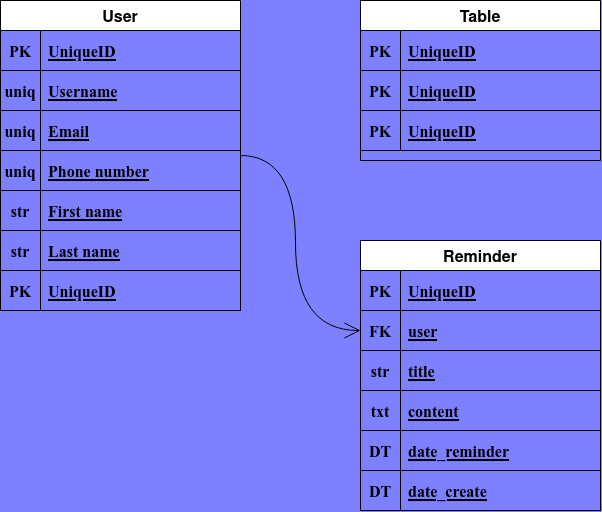 User
PK UniqueID
uniq Username
uniq Email
uniq Phone number
str First name
str Last name
PK UniqueID
Table
PK UniqueID
PK UniqueID
PK UniqueID
Reminder
PK UniqueID
FK user
str title
txt content
DT date_reminder
DT date_create